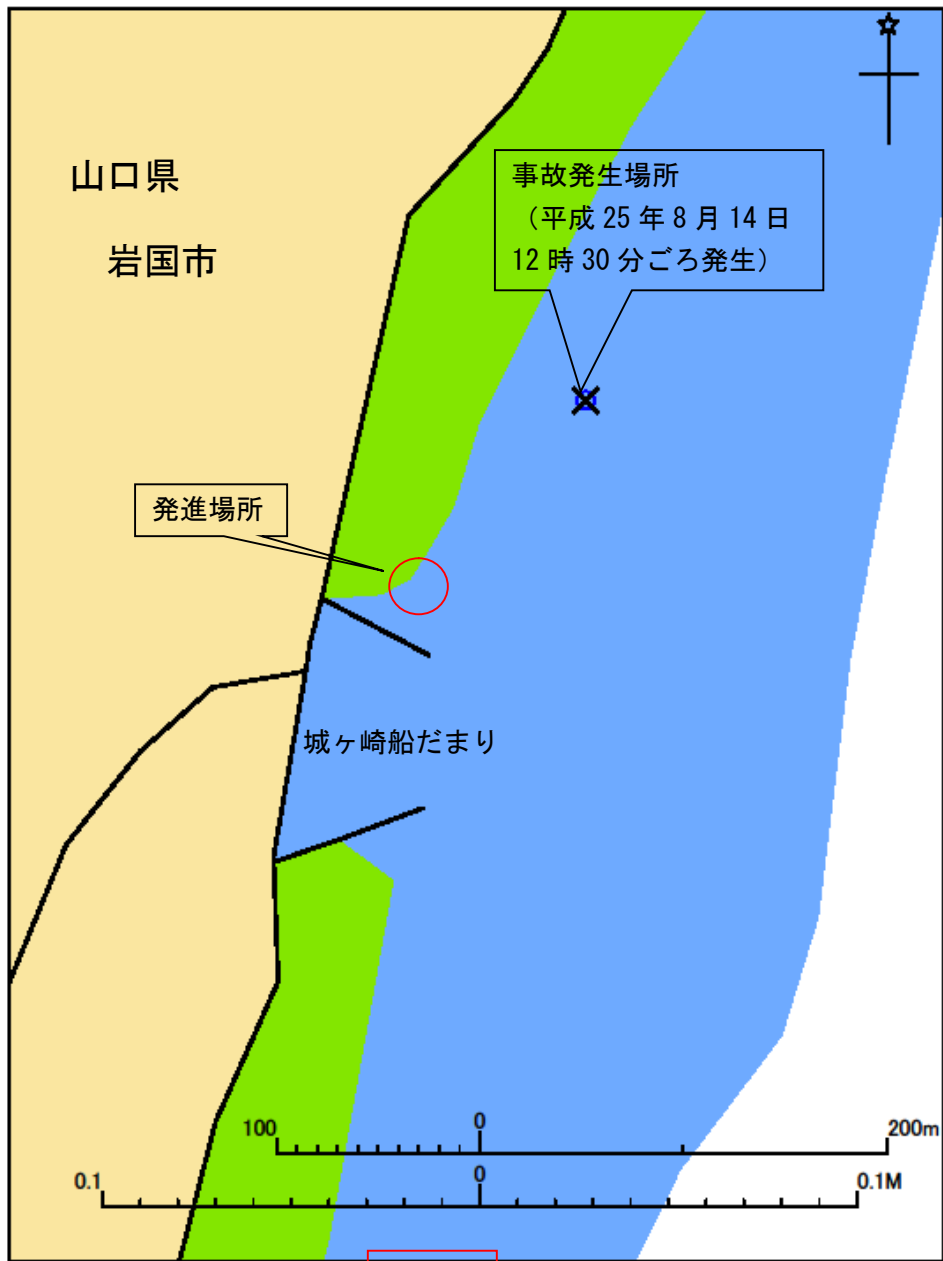 山口県
岩国市
事故発生場所
（平成 25 年 8 月 14 日
12 時 30 分ごろ発生）
発進場所
城ヶ崎船だまり
100 0 200m
0.1 0 0.1M